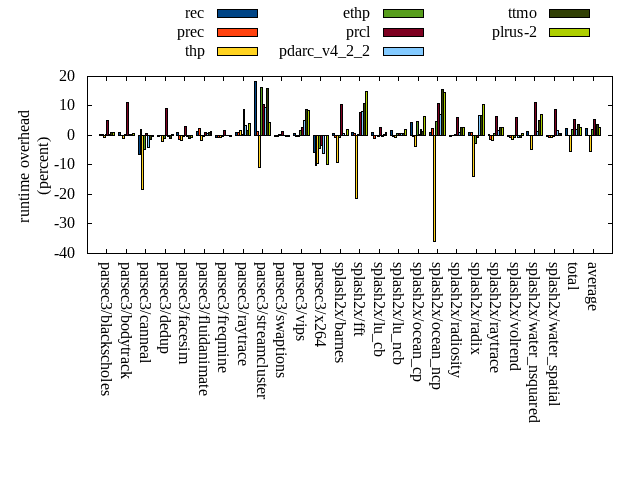 rec
prec
thp
ethp
prcl
pdarc_v4_2_2
ttmo
plrus-2
runtime overhead
(percent)
20
10
0
-10
-20
-30
-40
parsec3/blackscholes
parsec3/bodytrack
parsec3/canneal
parsec3/dedup
parsec3/facesim
parsec3/fluidanimate
parsec3/freqmine
parsec3/raytrace
parsec3/streamcluster
parsec3/swaptions
parsec3/vips
parsec3/x264
splash2x/barnes
splash2x/fft
splash2x/lu_cb
splash2x/lu_ncb
splash2x/ocean_cp
splash2x/ocean_ncp
splash2x/radiosity
splash2x/radix
splash2x/raytrace
splash2x/volrend
splash2x/water_nsquared
splash2x/water_spatial
total
average